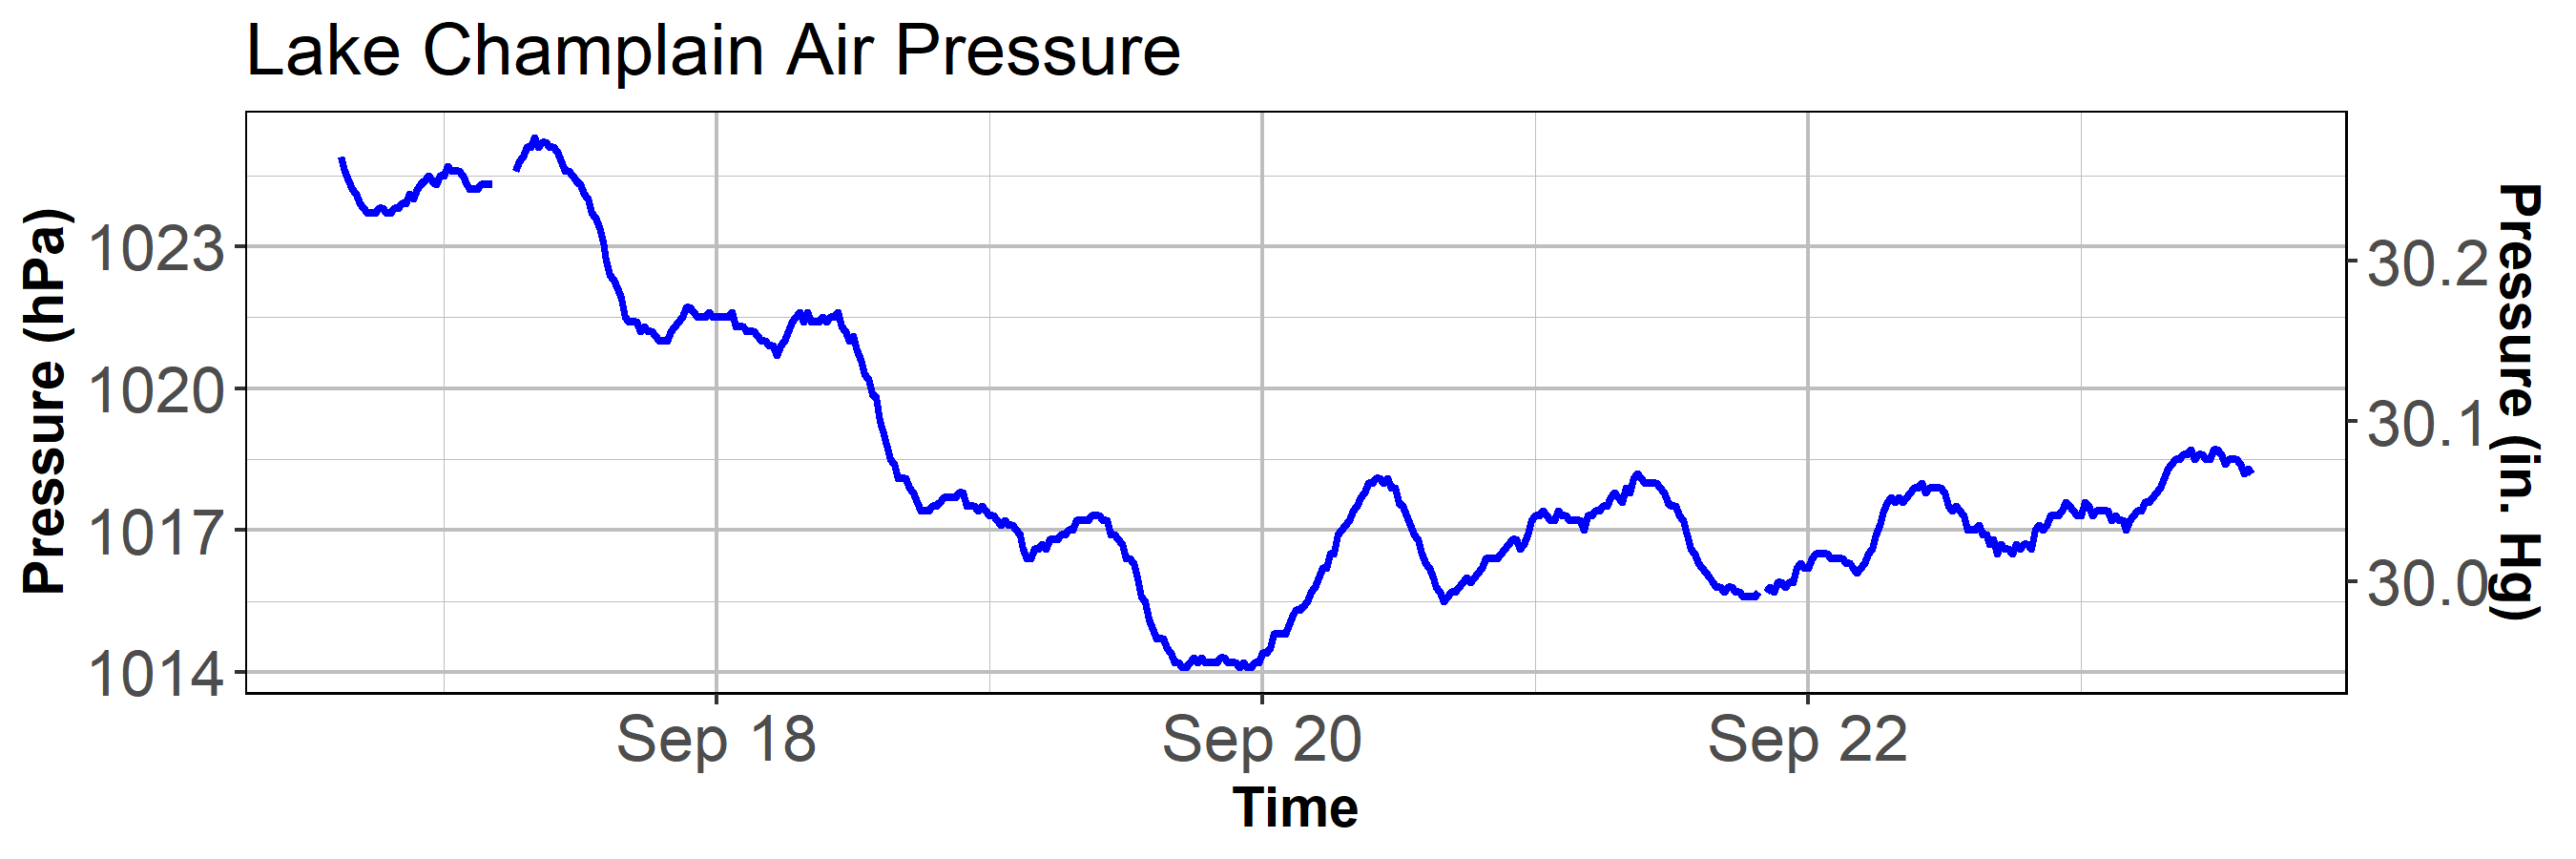 Lake Champlain Air Pressure
Pressure (hPa)
1023
1020
1017
1014
30.2
30.1
30.0
Pressure (in. Hg)
Sep 18
Sep 20
Sep 22
Time